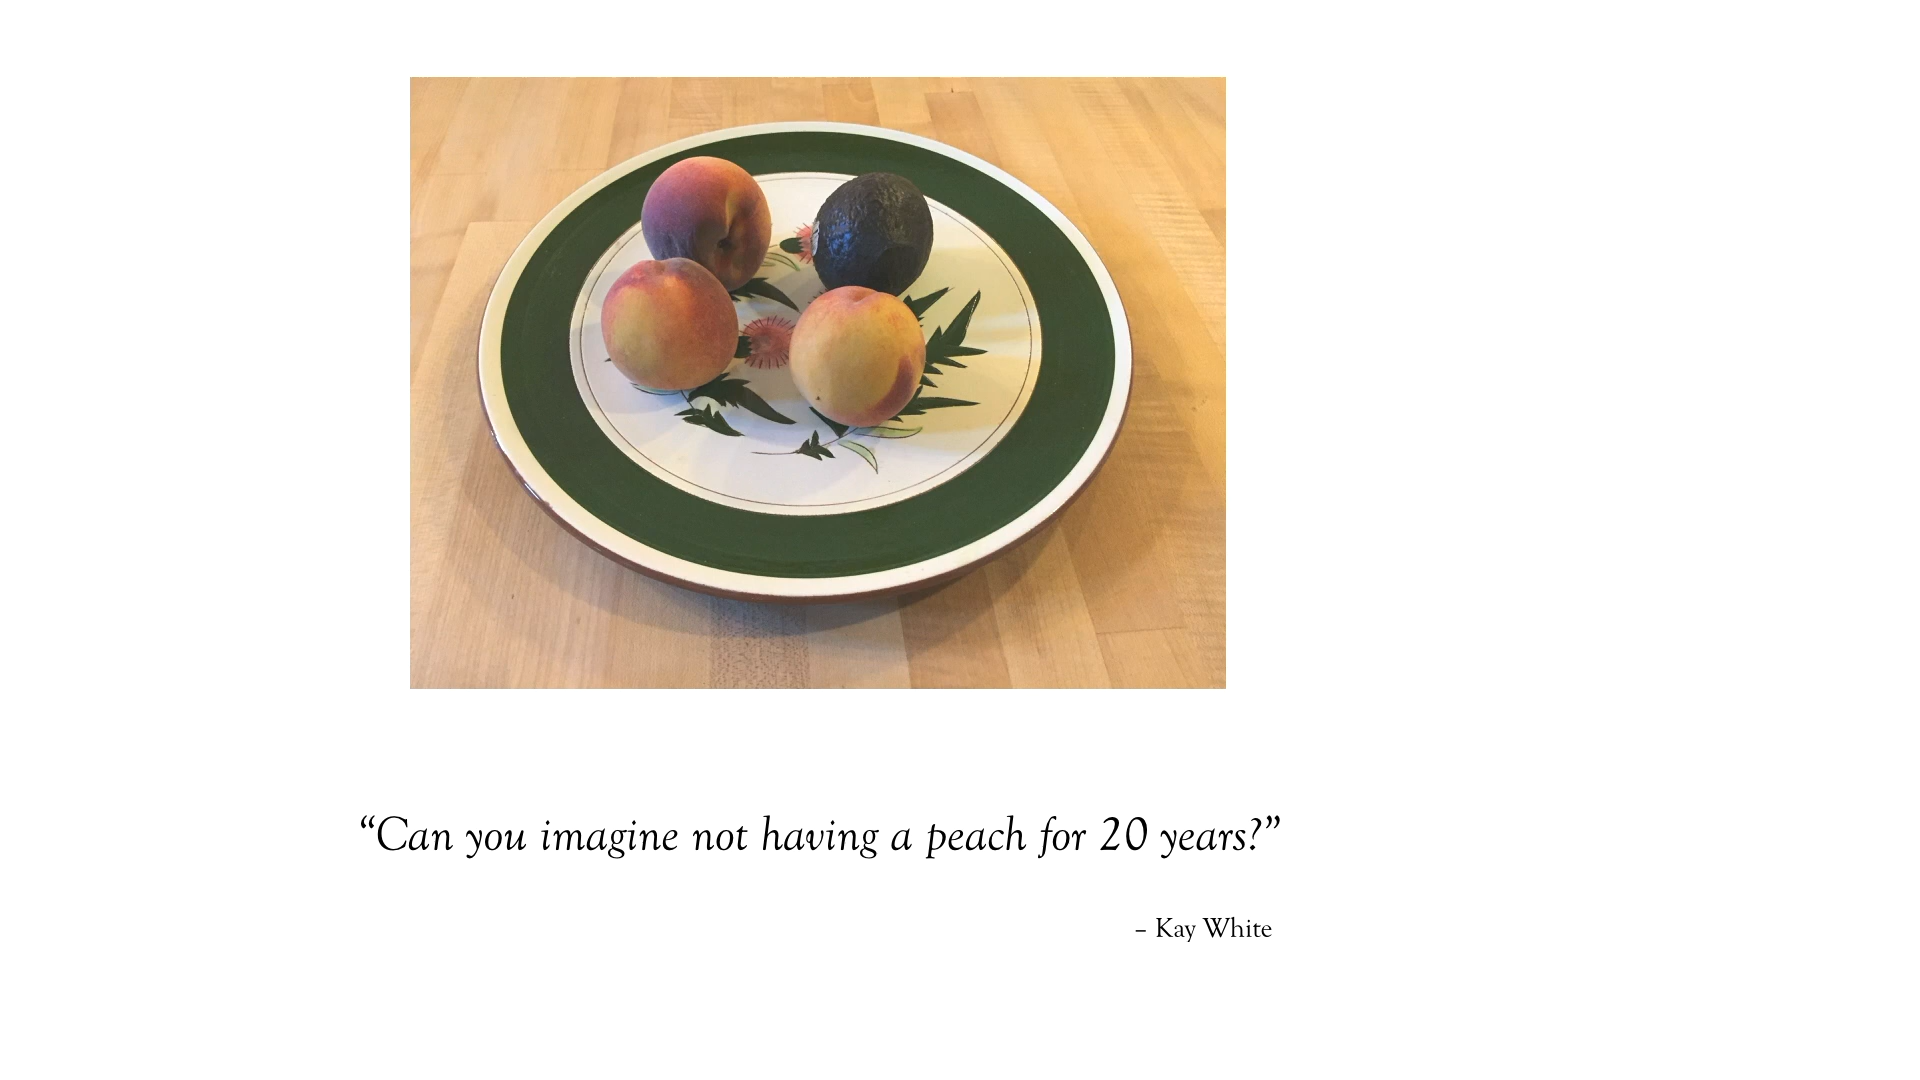 “Can you imagine not having a peach for 20 years?”
– Kay White